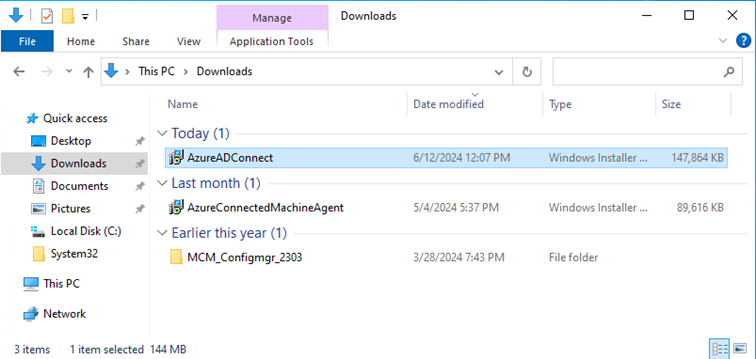 Manage
Downloads
File
Home
Share
View
Application Tools
This PC
Downloads
Name
Date modified
Type
Size
Quick access
Desktop
Downloads
Documents
Pictures
Local Disk (C:)
System32
This PC
Network
Today (1)
AzureADConnect 6/12/2024 12:07 PM Windows Installer ... 147,864 KB
Last month (1)
AzureConnectedMachineAgent 5/4/2024 5:37 PM Windows Installer ... 89,616 KB
Earlier this year (1)
MCM_Configmgr_2303 3/28/2024 7:43 PM File folder
3 items 1 item selected 144 MB